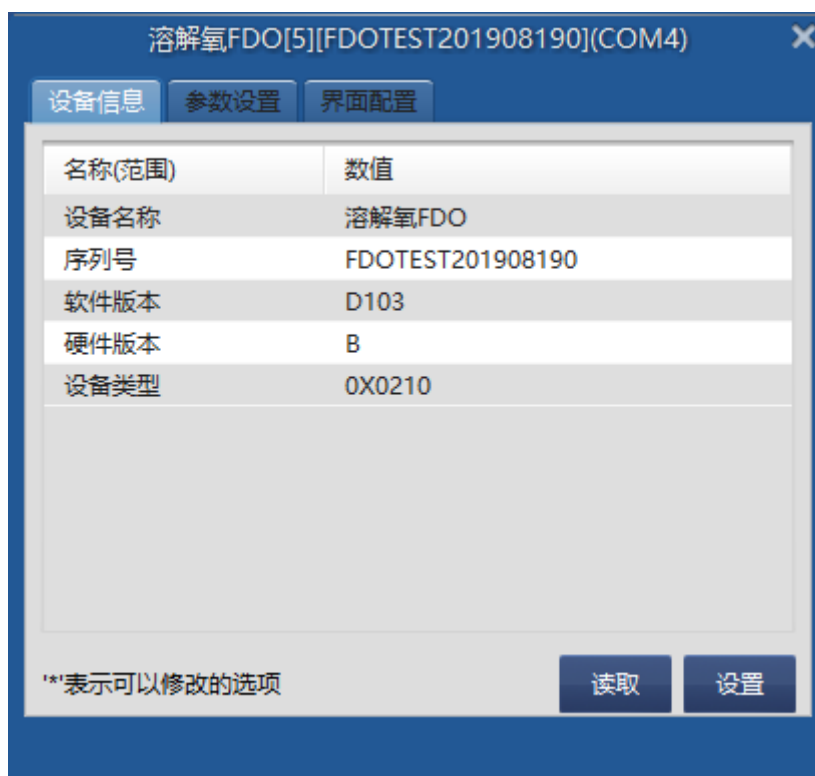 溶解氧FDO[5][FDOTEST201908190](COM4)
设备信息 参数设置 界面配置
名称(范围) 数值
设备名称 溶解氧FDO
序列号 FDOTEST201908190
软件版本 D103
硬件版本 B
设备类型 0X0210
'*'表示可以修改的选项 读取 设置